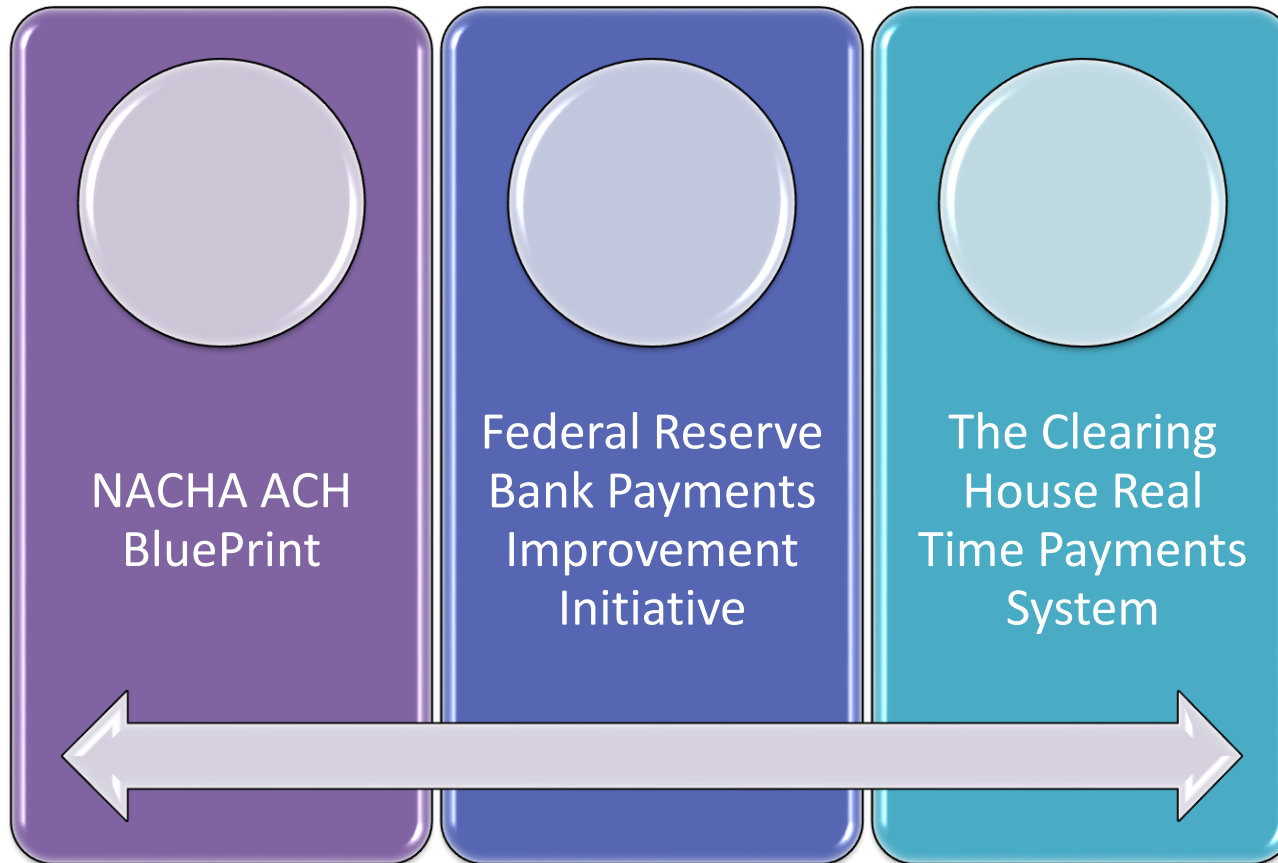 NACHA ACH
BluePrint
Federal Reserve
Bank Payments
Improvement
Initiative
The Clearing
House Real
Time Payments
System